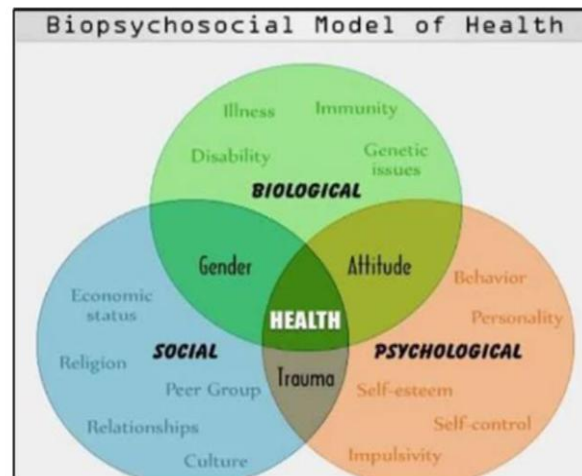 Biopsychosocial Model of Health
Illness
Immunity
Disability
Genetic
issues
BIOLOGICAL
Gender
Attitude
Behavior
Economic
status
HEALTH
Personality
SOCIAL
PSYCHOLOGICAL
Religion
Trauma
Peer Group
Self-esteem
Relationships
Self-control
Culture
Impulsivity